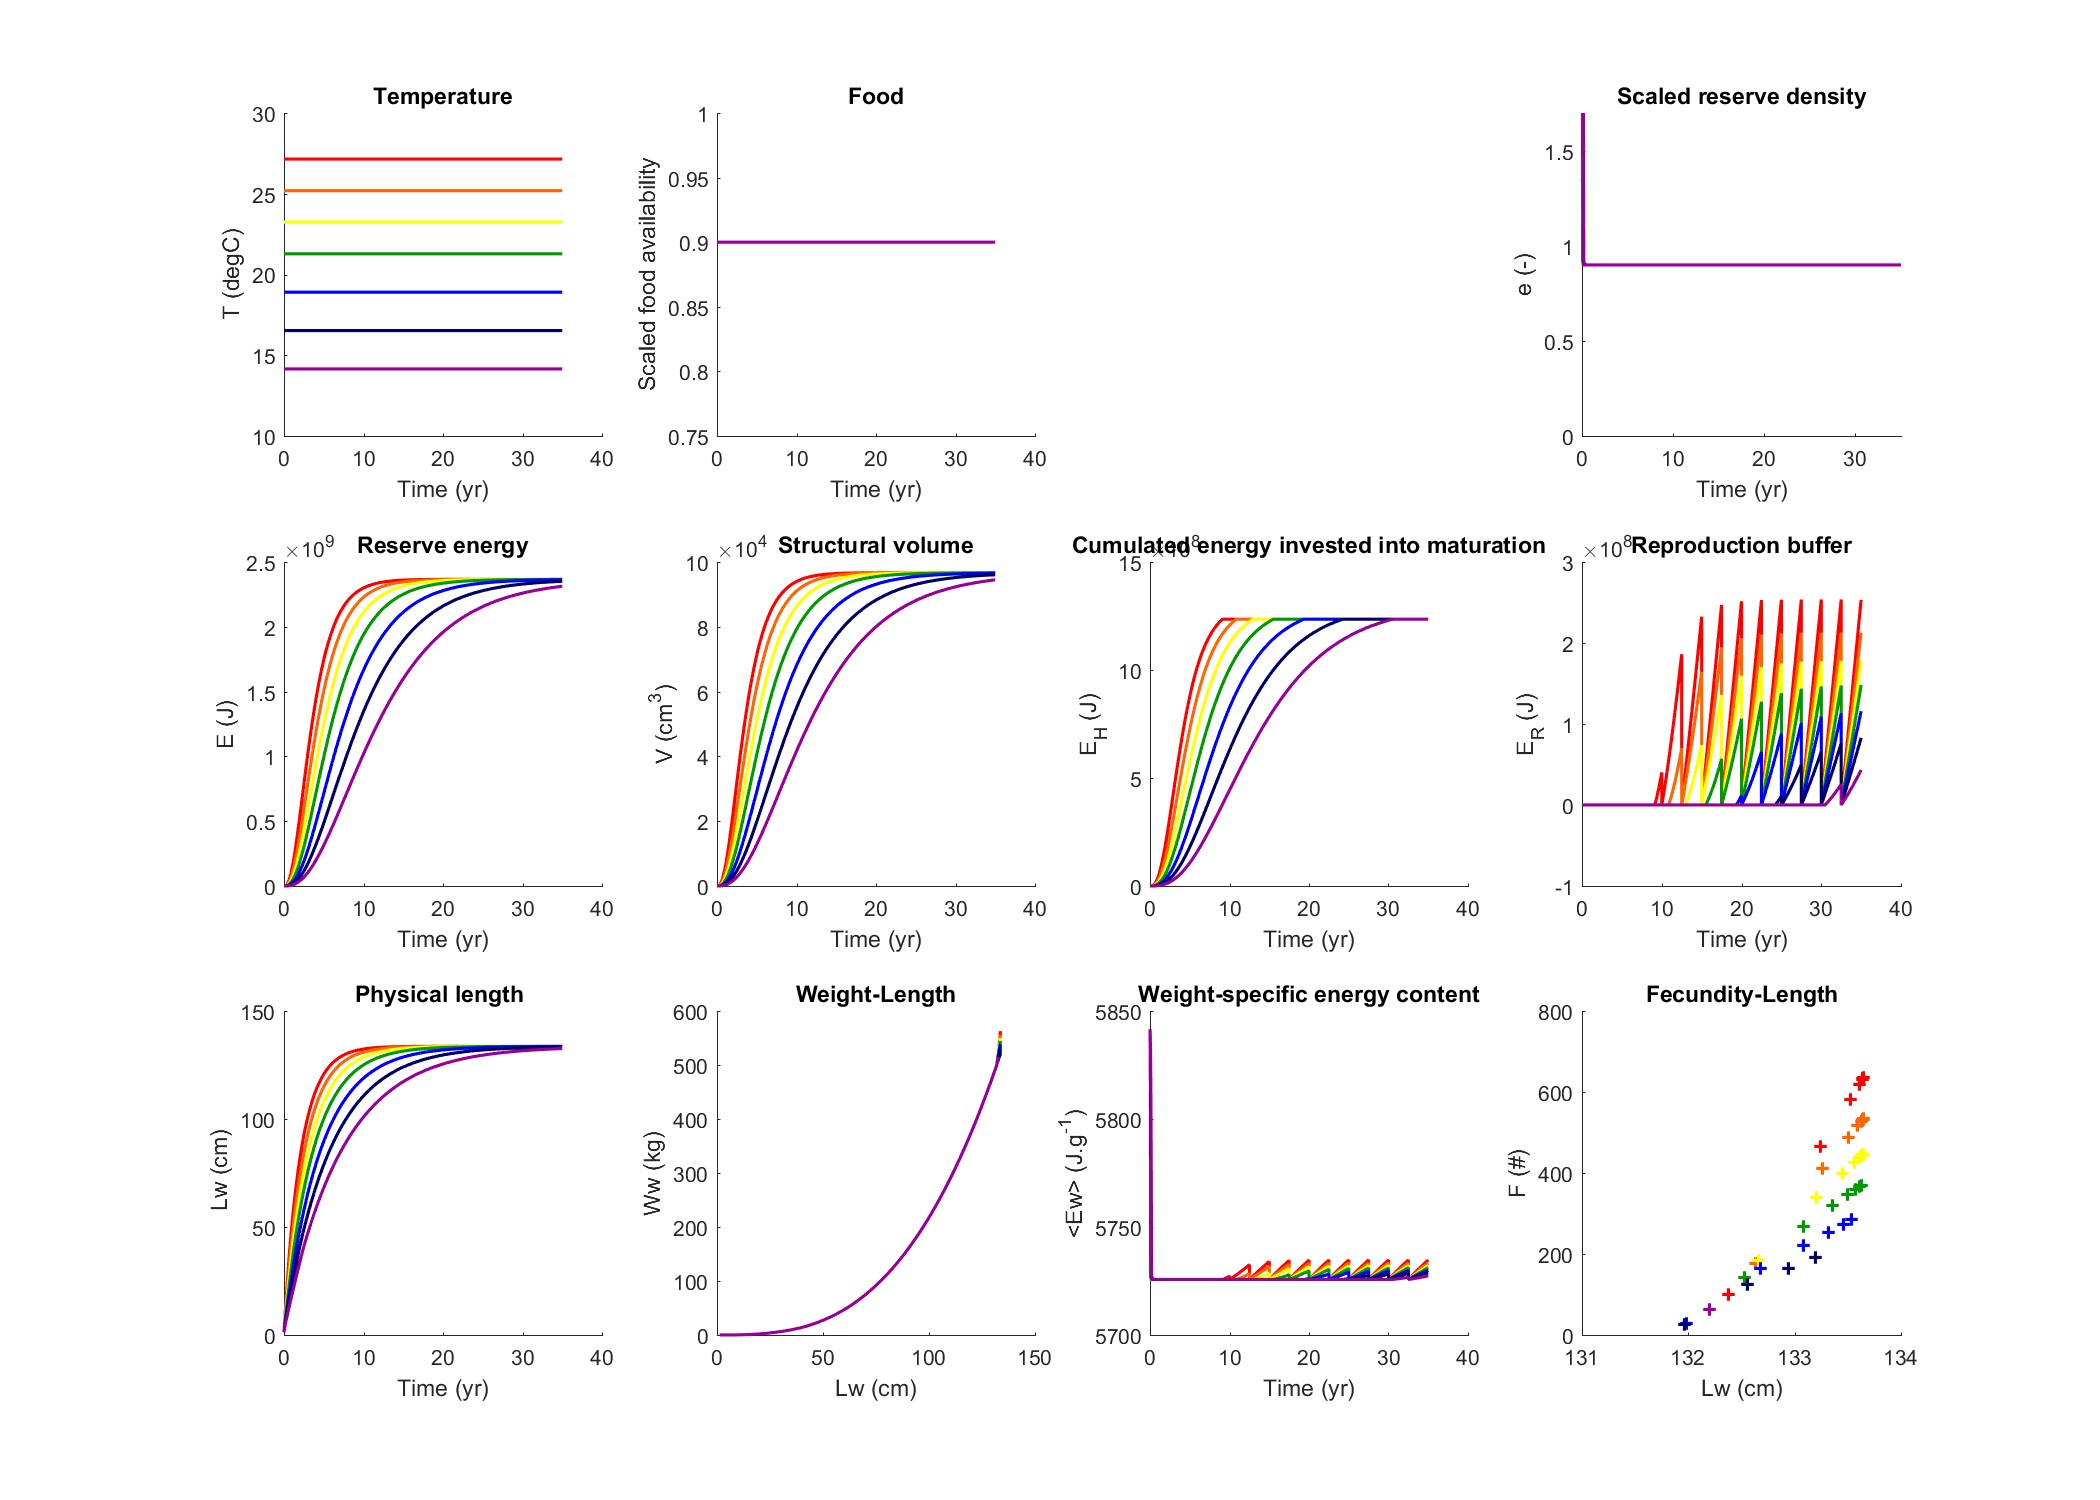 Temperature
Food
Scaled reserve density
30
25
20
15
10
T (degC)
0 10 20 30 40
Time (yr)
1
0.95
0.9
0.85
0.8
0.75
Scaled food availability
0 10 20 30 40
Time (yr)
1.5
1
0.5
0
e (-)
0 10 20 30
Time (yr)
×10^9 Reserve energy
2.5
2
1.5
1
0.5
0
E (J)
0 10 20 30 40
Time (yr)
×10^4 Structural volume
10
8
6
4
2
0
V (cm^3)
0 10 20 30 40
Time (yr)
Cumulated energy invested into maturation
×10^8
15
10
5
0
E_H (J)
0 10 20 30 40
Time (yr)
×10^8 Reproduction buffer
3
2
1
0
-1
E_R (J)
0 10 20 30 40
Time (yr)
Physical length
150
100
50
0
Lw (cm)
0 10 20 30 40
Time (yr)
Weight-Length
600
500
400
300
200
100
0
Ww (kg)
0 50 100 150
Lw (cm)
Weight-specific energy content
5850
5800
5750
5700
<Ew> (J.g^-1)
0 10 20 30 40
Time (yr)
Fecundity-Length
800
600
400
200
0
F (#)
131 132 133 134
Lw (cm)